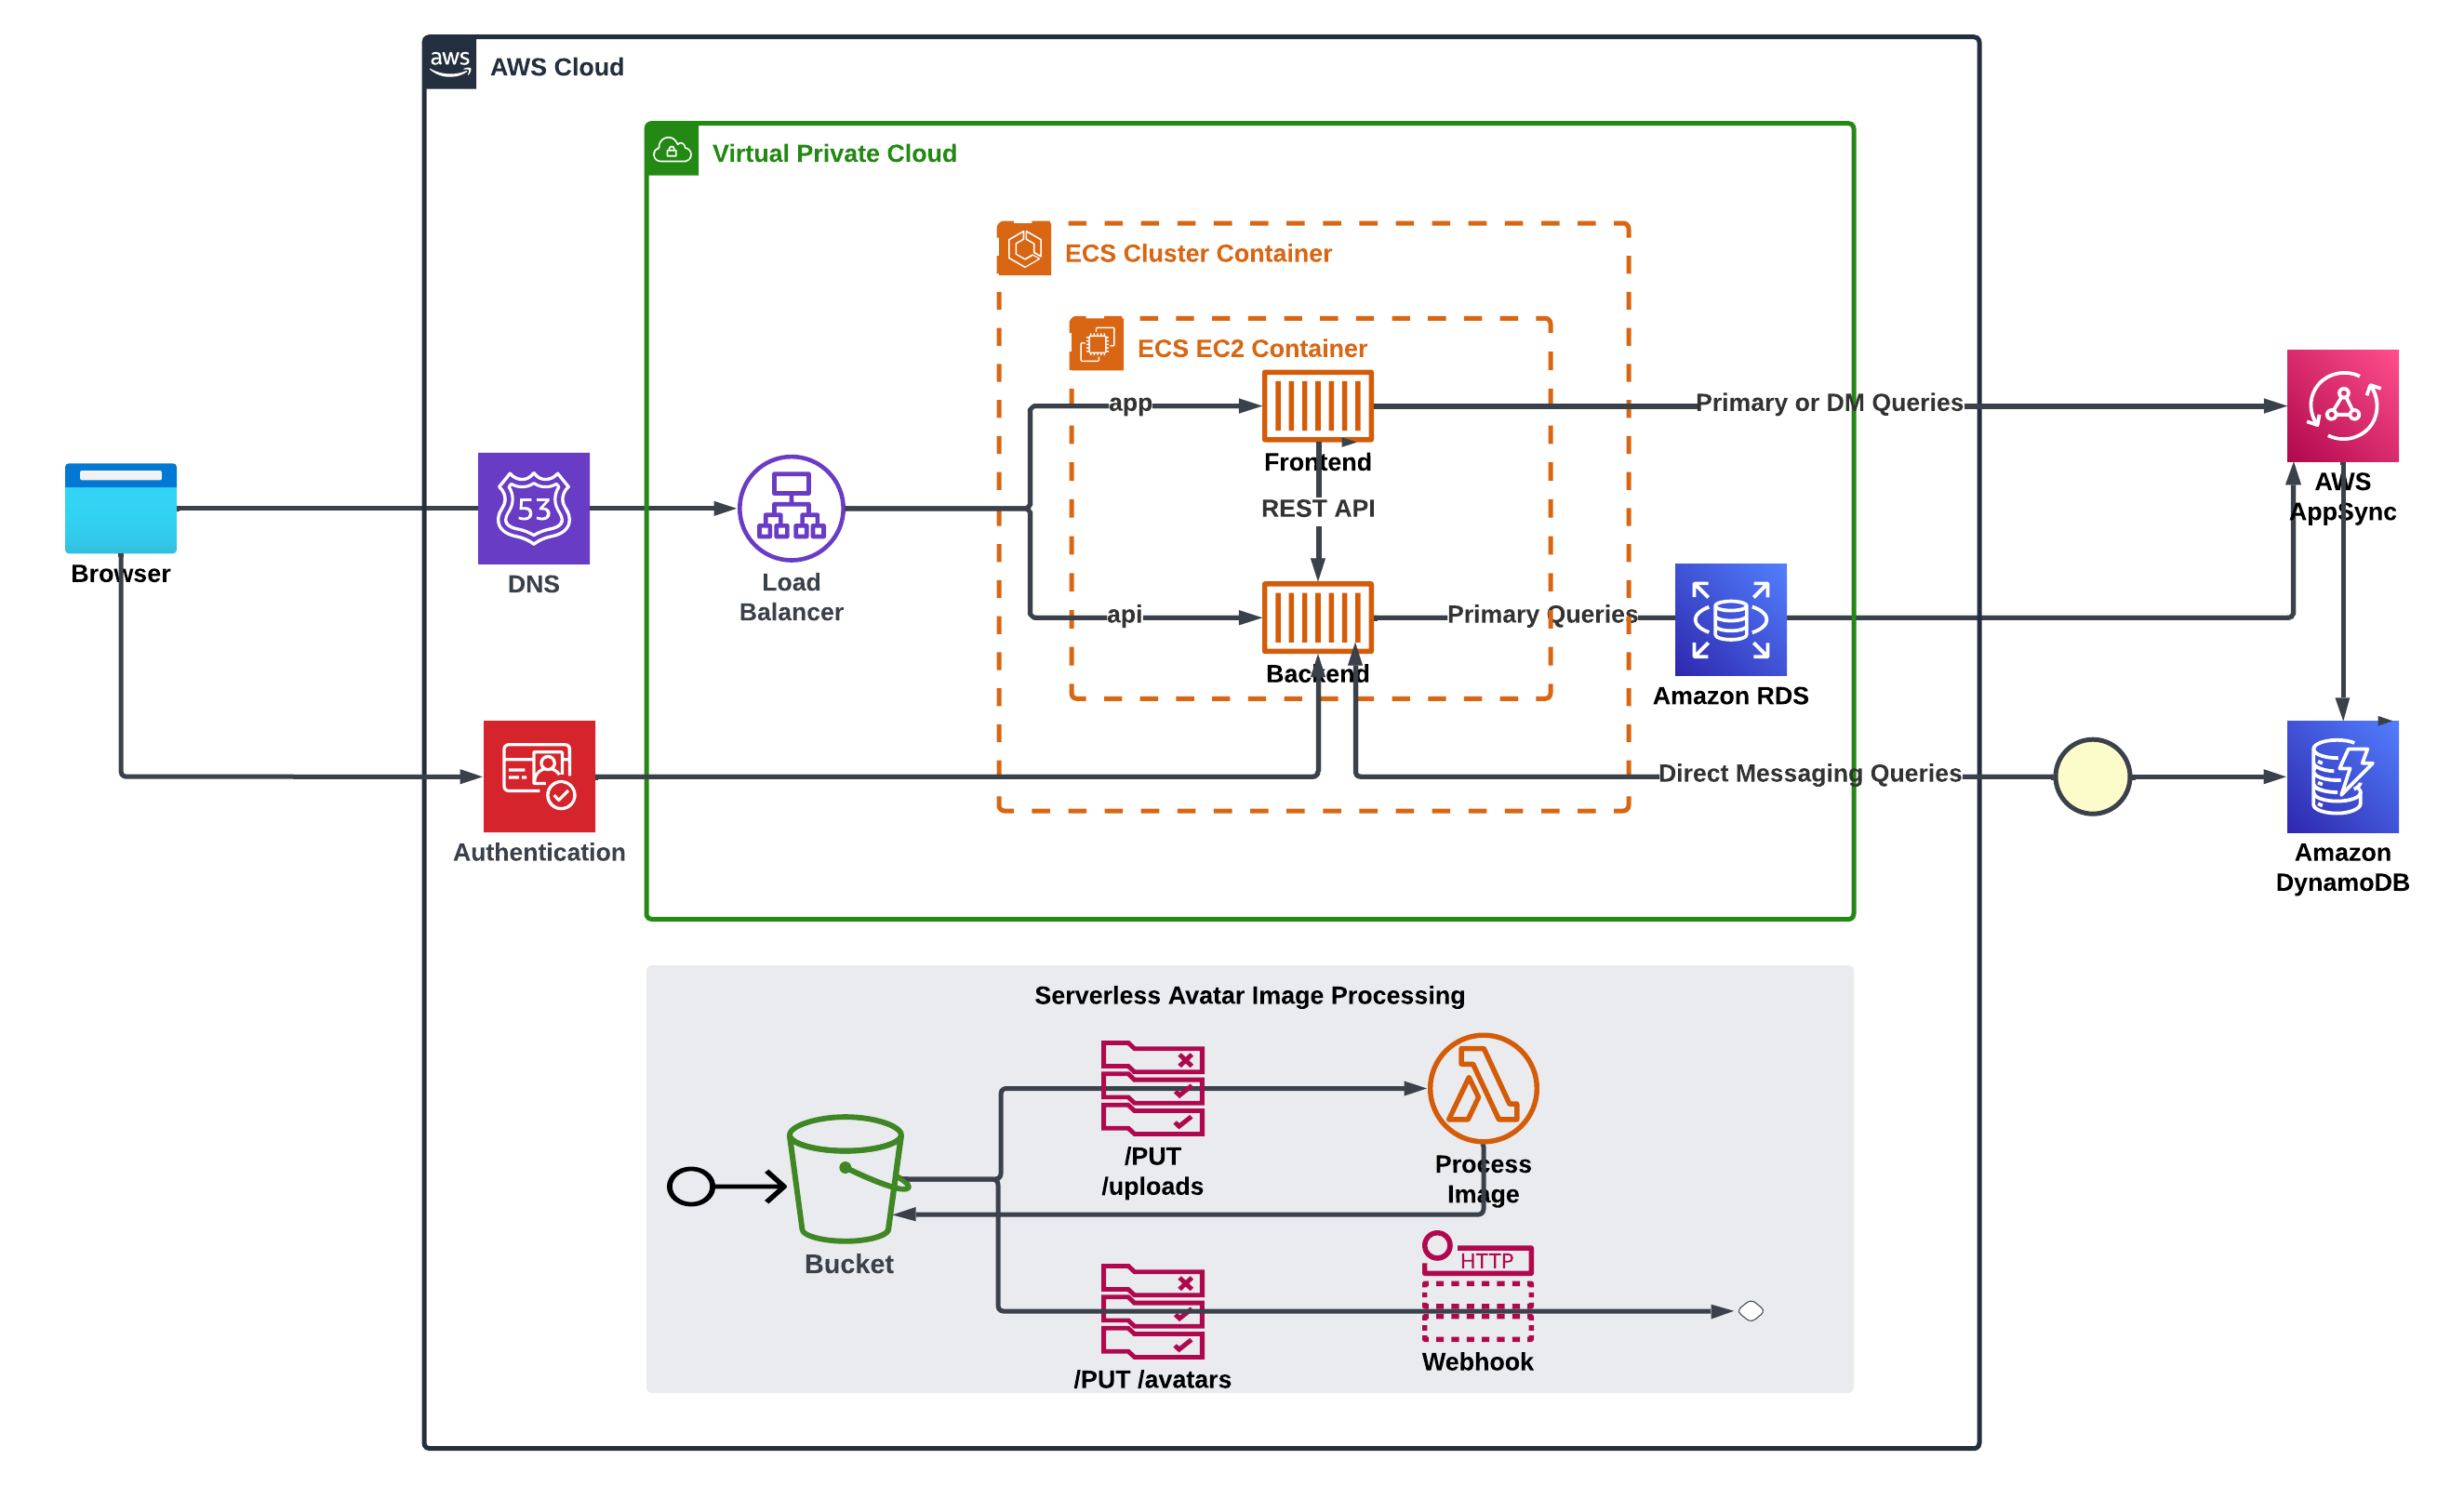 aws
AWS Cloud
Virtual Private Cloud
ECS Cluster Container
ECS EC2 Container
app
Primary or DM Queries
Frontend
53
REST API
AWS
AppSync
Browser
DNS
Load
Balancer
api
Primary Queries
Backend
Amazon RDS
Direct Messaging Queries
Authentication
Amazon
DynamoDB
Serverless Avatar Image Processing
/PUT
/uploads
Process
Image
Bucket
HTTP
Webhook
/PUT /avatars